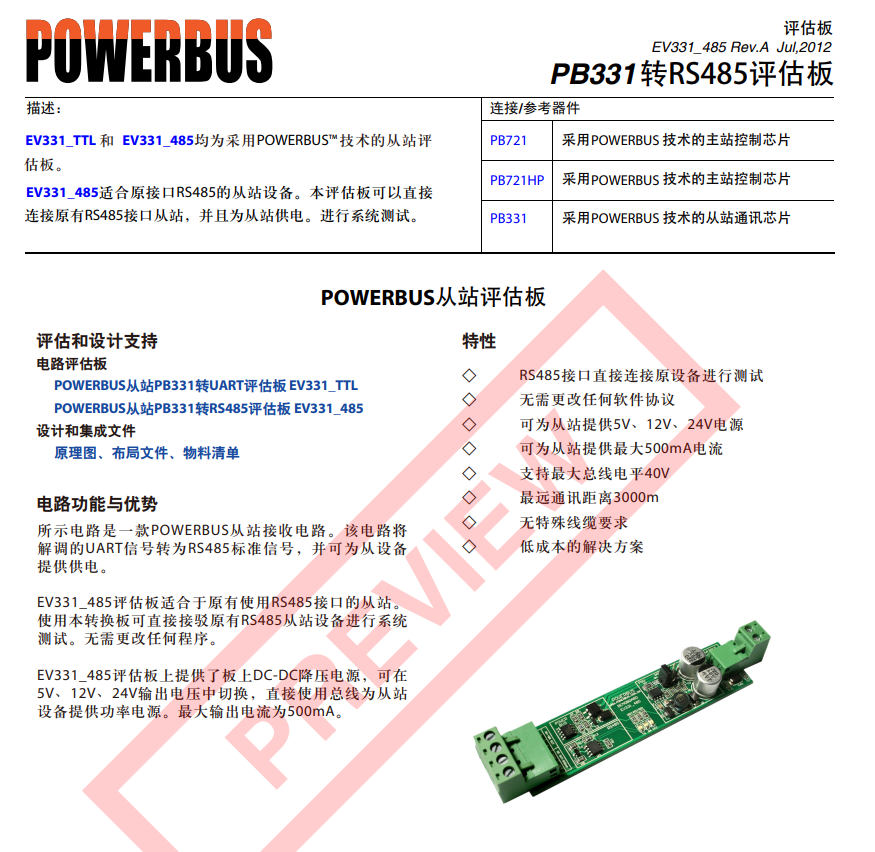 POWERBUS
评估板
EV331_485 Rev.A Jul,2012
PB331转RS485评估板
描述：
EV331_TTL 和 EV331_485均为采用POWERBUS™ 技术的从站评
估板。
EV331_485适合原接口RS485的从站设备。本评估板可以直接
连接原有RS485接口从站，并且为从站供电。进行系统测试。
连接/参考器件
PB721 采用POWERBUS 技术的主站控制芯片
PB721HP 采用POWERBUS 技术的主站控制芯片
PB331 采用POWERBUS 技术的从站通讯芯片
POWERBUS从站评估板
评估和设计支持
电路评估板
POWERBUS从站PB331转UART评估板 EV331_TTL
POWERBUS从站PB331转RS485评估板 EV331_485
设计和集成文件
原理图、布局文件、物料清单
电路功能与优势
所示电路是一款POWERBUS从站接收电路。该电路将
解调的UART信号转为RS485标准信号，并可为从设备
提供供电。
EV331_485评估板适合于原有使用RS485接口的从站。
使用本转换板可直接接驳原有RS485从站设备进行系统
测试。无需更改任何程序。
EV331_485评估板上提供了板上DC-DC降压电源，可在
5V、12V、24V输出电压中切换，直接使用总线为从站
设备提供功率电源。最大输出电流为500mA。
特性
◇ RS485接口直接连接原设备进行测试
◇ 无需更改任何软件协议
◇ 可为从站提供5V、12V、24V电源
◇ 可为从站提供最大500mA电流
◇ 支持最大总线电平40V
◇ 最远通讯距离3000m
◇ 无特殊线缆要求
◇ 低成本的解决方案
PREVIEW